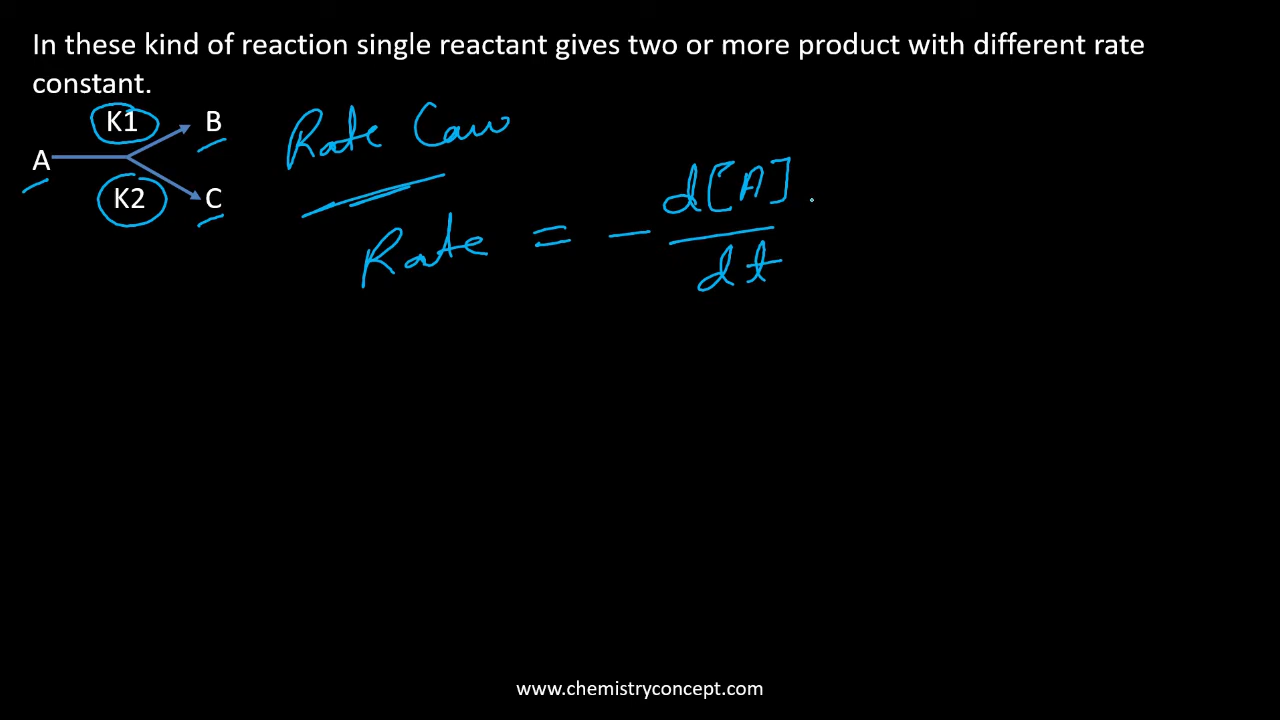 In these kind of reaction single reactant gives two or more product with different rate
constant.
K1
B
A
K2
C
Rate Law
Rate = - d[A]
dt
www.chemistryconcept.com